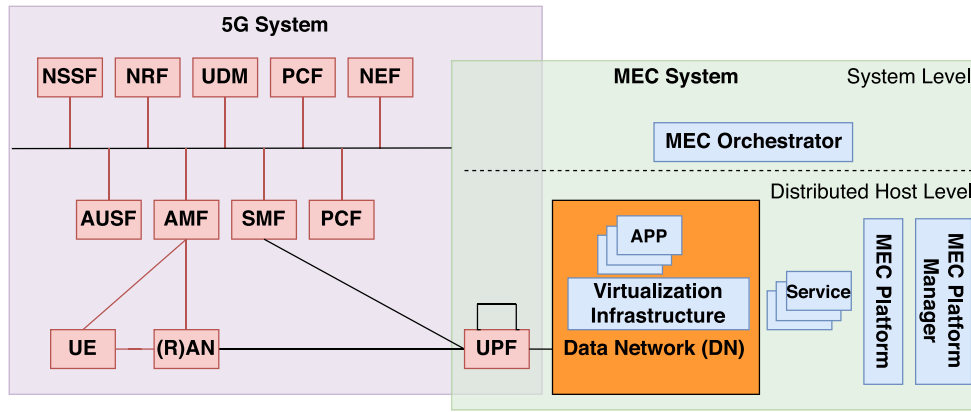 5G System
NSSF
NRF
UDM
PCF
NEF
MEC System
System Level
MEC Orchestrator
Distributed Host Level
AUSF
AMF
SMF
PCF
APP
Virtualization
Infrastructure
Data Network (DN)
Service
MEC Platform
MEC Platform
Manager
UE
(R)AN
UPF